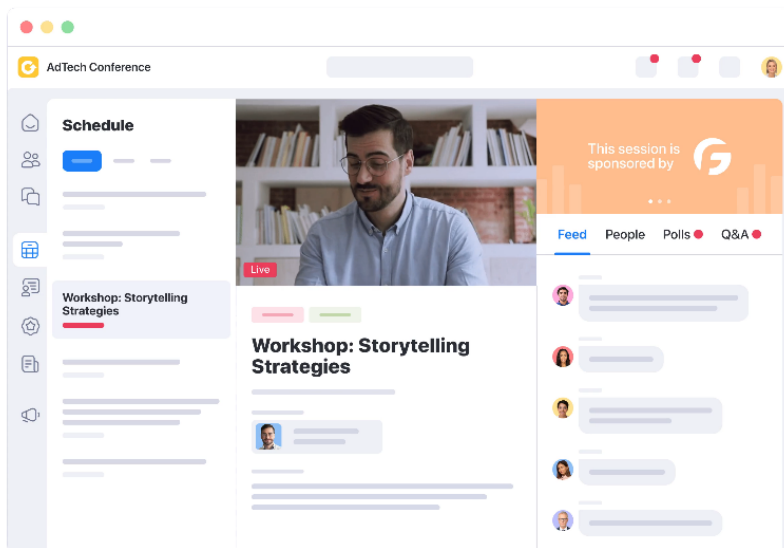 AdTech Conference
Schedule
Workshop: Storytelling
Strategies
Live
Workshop: Storytelling
Strategies
This session is
sponsored by
Feed People Polls Q&A